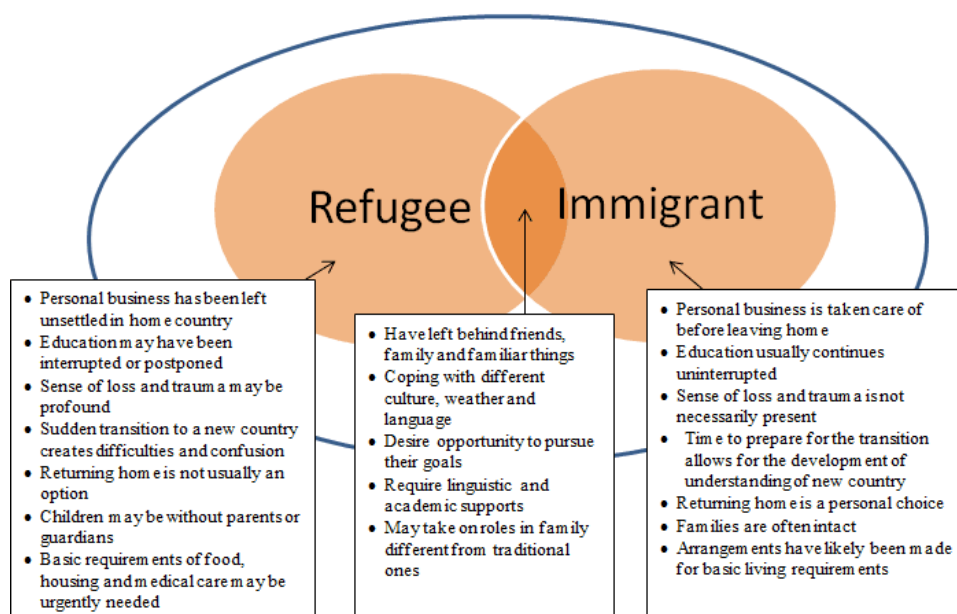 Refugee
Immigrant
• Personal business has been left
unsettled in home country
• Education may have been
interrupted or postponed
• Sense of loss and trauma may be
profound
• Sudden transition to a new country
creates difficulties and confusion
• Returning home is not usually an
option
• Children may be without parents or
guardians
• Basic requirements of food,
housing and medical care may be
urgently needed
• Have left behind friends,
family and familiar things
• Coping with different
culture, weather and
language
• Desire opportunity to pursue
their goals
• Require linguistic and
academic supports
• May take on roles in family
different from traditional
ones
• Personal business is taken care of
before leaving home
• Education usually continues
uninterrupted
• Sense of loss and trauma is not
necessarily present
• Time to prepare for the transition
allows for the development of
understanding of new country
• Returning home is a personal choice
• Families are often intact
• Arrangements have likely been made
for basic living requirements